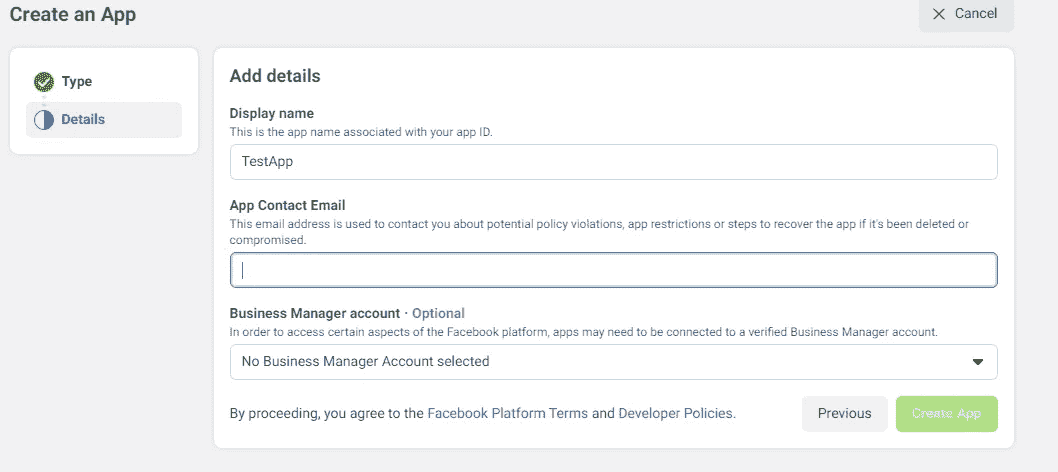 Create an App
Cancel
Type
Details
Add details
Display name
This is the app name associated with your app ID.
TestApp
App Contact Email
This email address is used to contact you about potential policy violations, app restrictions or steps to recover the app if it's been deleted or
compromised.
Business Manager account · Optional
In order to access certain aspects of the Facebook platform, apps may need to be connected to a verified Business Manager account.
No Business Manager Account selected
By proceeding, you agree to the Facebook Platform Terms and Developer Policies.
Previous
Create App